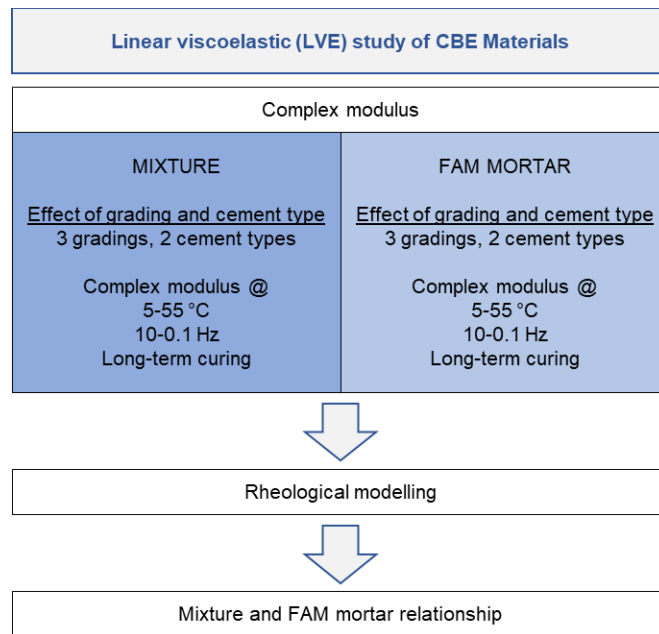 Linear viscoelastic (LVE) study of CBE Materials
Complex modulus
MIXTURE
Effect of grading and cement type
3 gradings, 2 cement types
Complex modulus @
5-55 °C
10-0.1 Hz
Long-term curing
FAM MORTAR
Effect of grading and cement type
3 gradings, 2 cement types
Complex modulus @
5-55 °C
10-0.1 Hz
Long-term curing
Rheological modelling
Mixture and FAM mortar relationship